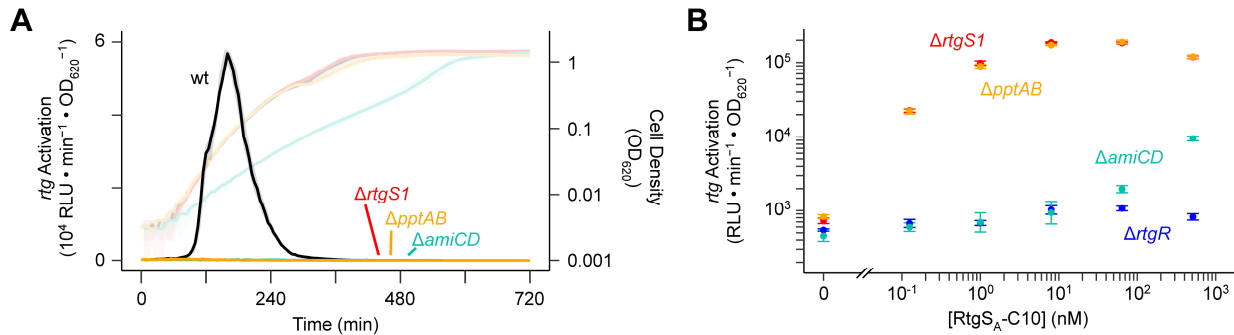 A
6
0
rtg Activation
(10⁴ RLU • min⁻¹ • OD₆₂₀⁻¹)
wt
ΔrtgS1
ΔpptAB
ΔamiCD
1
0.1
0.01
0.001
Cell Density
(OD₆₂₀)
0
240
480
720
Time (min)
B
rtg Activation
(RLU • min⁻¹ • OD₆₂₀⁻¹)
10⁵
10⁴
10³
ΔrtgS1
ΔpptAB
ΔamiCD
ΔrtgR
0
10⁻¹
10⁰
10¹
10²
10³
[RtgS_A-C10] (nM)